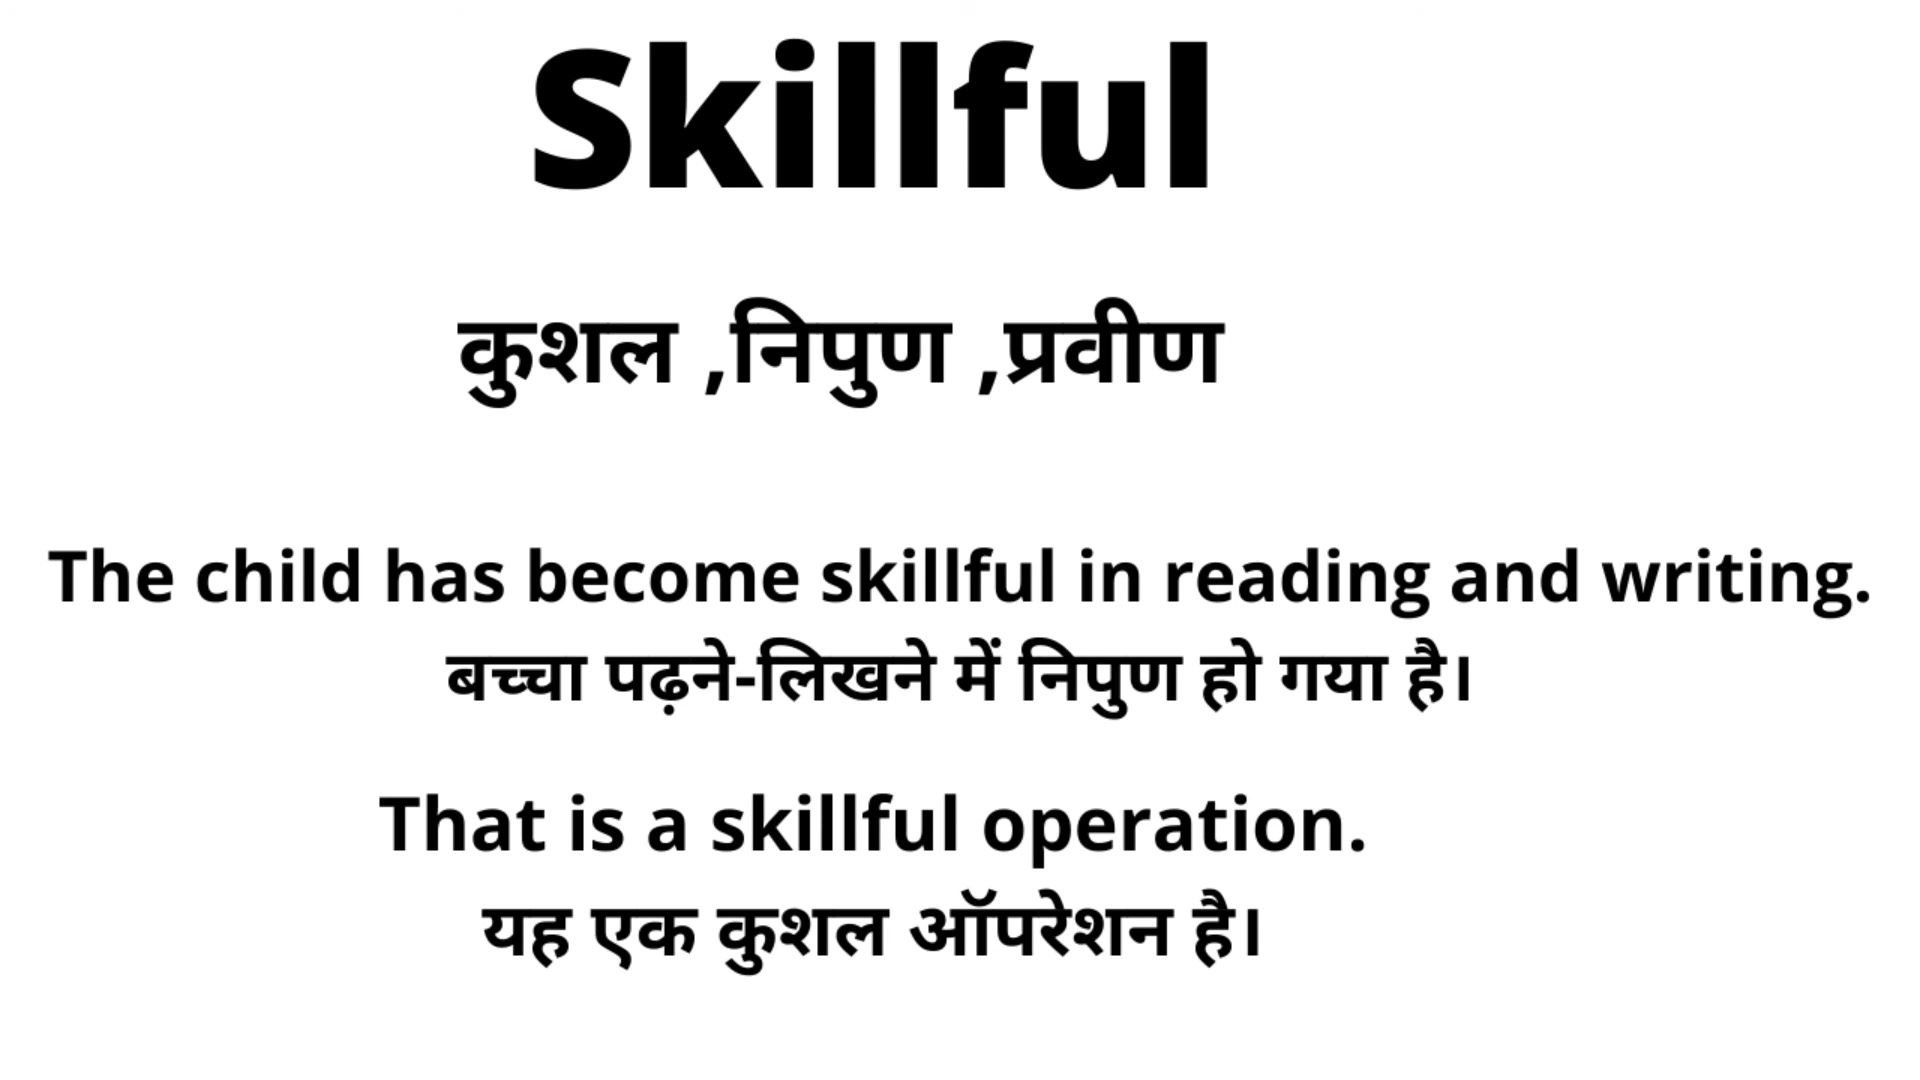 Skillful
कुशल ,निपुण ,प्रवीण
The child has become skillful in reading and writing.
बच्चा पढ़ने-लिखने में निपुण हो गया है।
That is a skillful operation.
यह एक कुशल ऑपरेशन है।